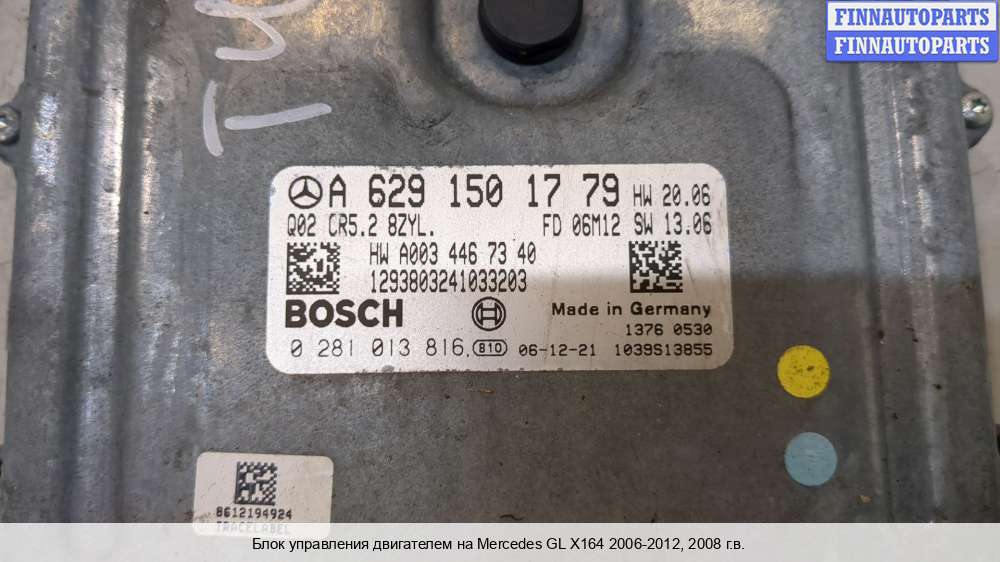 FINNAUTOPARTS
FINNAUTOPARTS
A 629 150 17 79 HW 20.06
Q02 CR5.2 8ZYL. FD 06M12 SW 13.06
HW A003 446 73 40
1293803241033203
BOSCH Made in Germany
1376 0530
0 281 013 816. B10 06-12-21 1039S13855
8612194924
TRACELABEL
Блок управления двигателем на Mercedes GL X164 2006-2012, 2008 г.в.